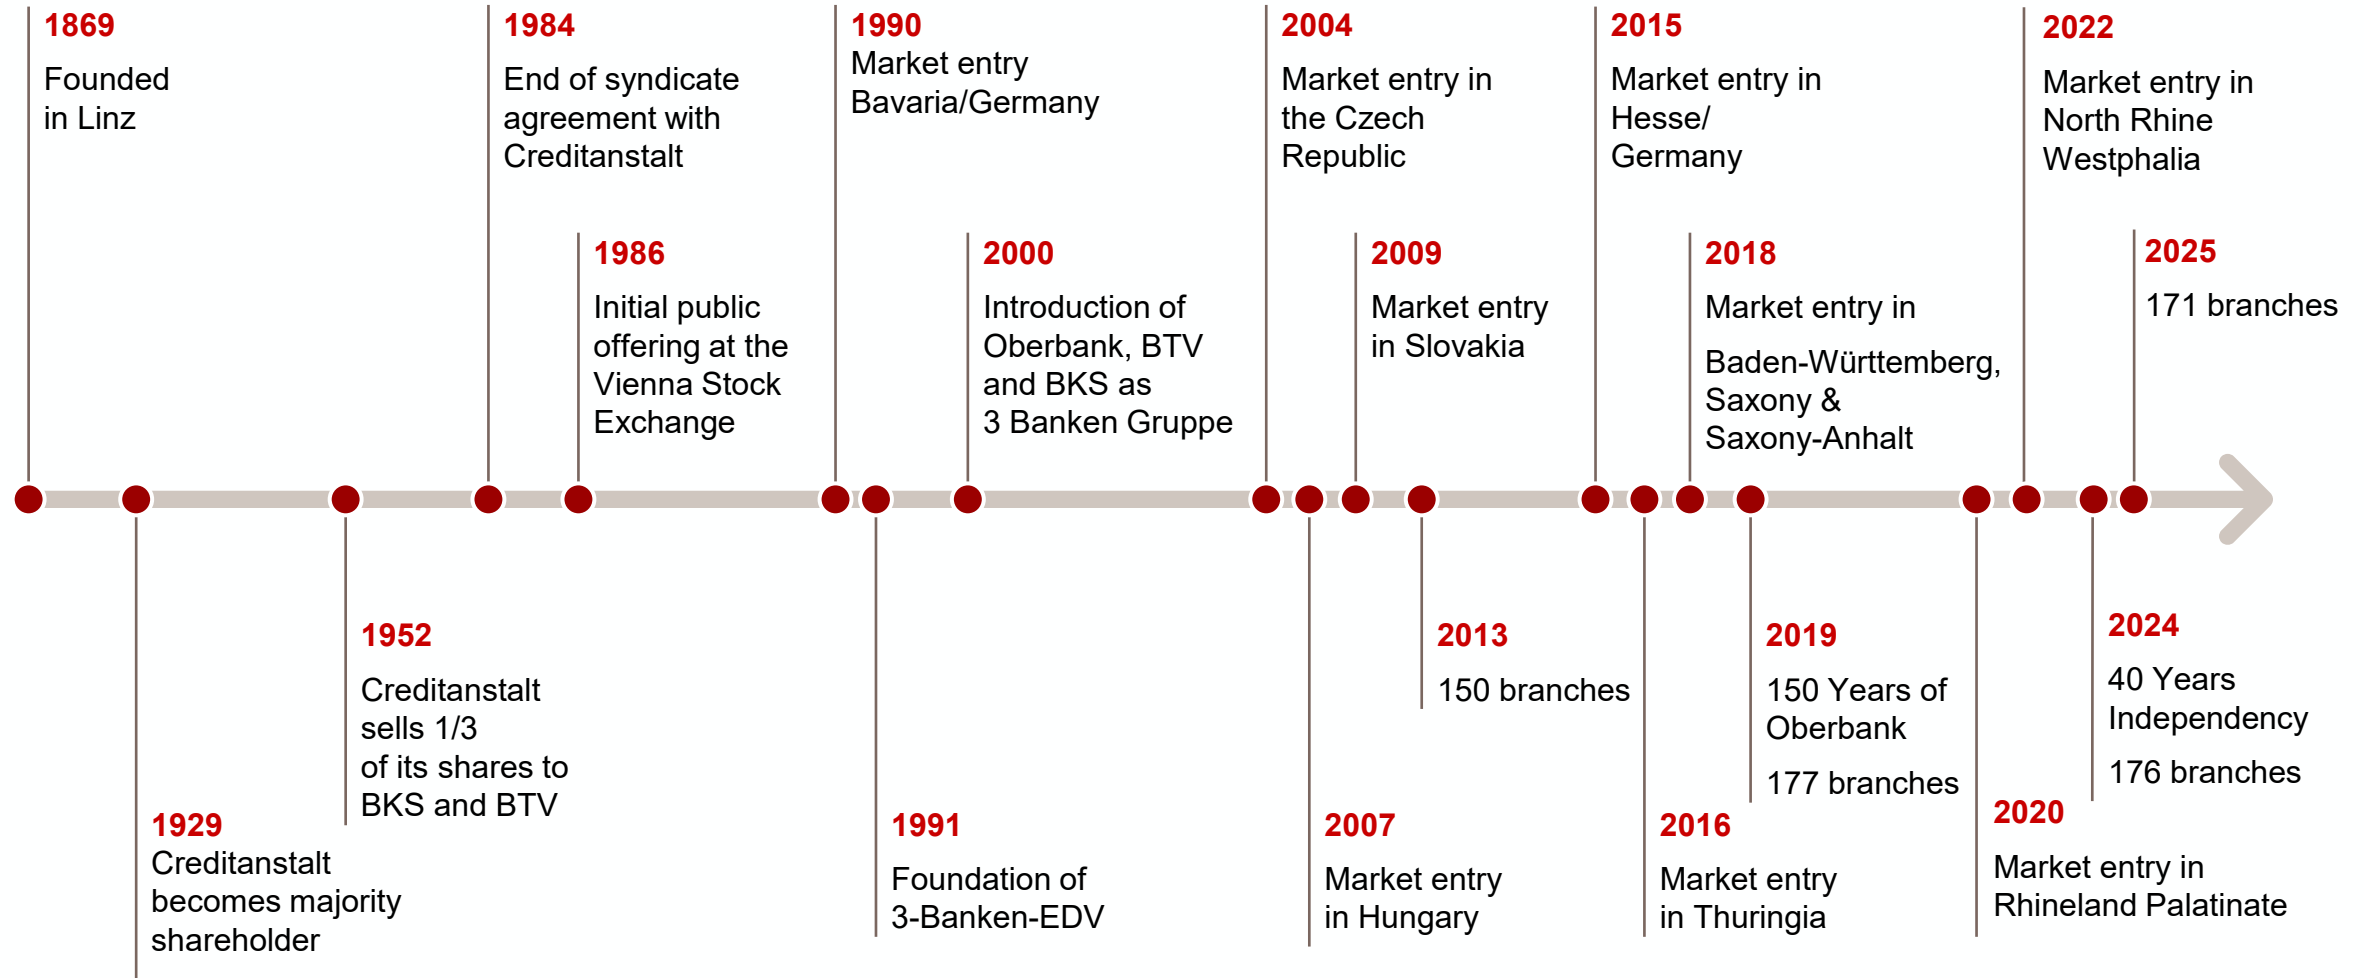 1869
Founded
in Linz
1984
End of syndicate
agreement with
Creditanstalt
1990
Market entry
Bavaria/Germany
2004
Market entry in
the Czech
Republic
2015
Market entry in
Hesse/
Germany
2022
Market entry in
North Rhine
Westphalia
1986
Initial public
offering at the
Vienna Stock
Exchange
2000
Introduction of
Oberbank, BTV
and BKS as
3 Banken Gruppe
2009
Market entry
in Slovakia
2018
Market entry in
Baden-Württemberg,
Saxony &
Saxony-Anhalt
2025
171 branches
1929
Creditanstalt
becomes majority
shareholder
1952
Creditanstalt
sells 1/3
of its shares to
BKS and BTV
1991
Foundation of
3-Banken-EDV
2007
Market entry
in Hungary
2013
150 branches
2016
Market entry
in Thuringia
2019
150 Years of
Oberbank
177 branches
2020
Market entry in
Rhineland Palatinate
2024
40 Years
Independency
176 branches